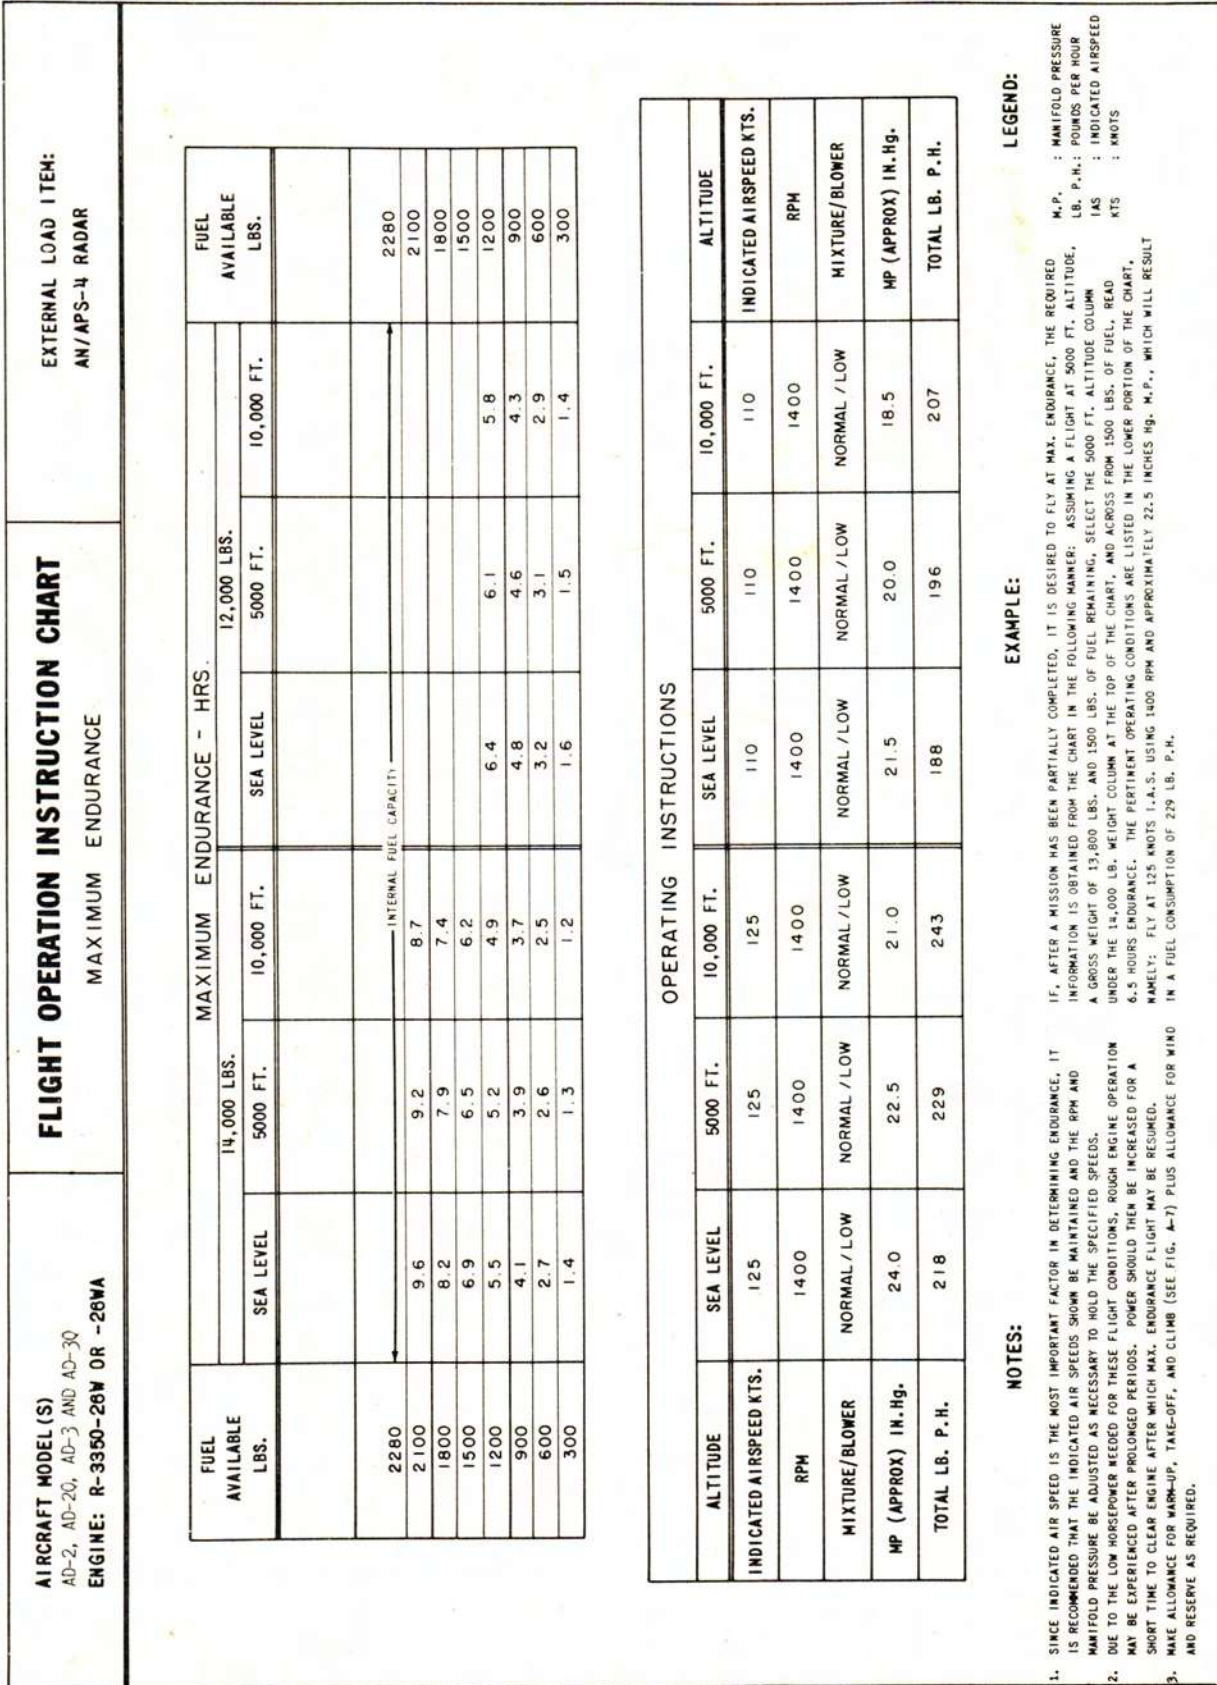 AIRCRAFT MODEL(S)
AD-2, AD-2Q, AD-3 AND AD-3Q
ENGINE: R-3350-26W OR -26WA
FLIGHT OPERATION INSTRUCTION CHART
MAXIMUM ENDURANCE
EXTERNAL LOAD ITEM:
AN/APS-4 RADAR
FUEL AVAILABLE LBS.
MAXIMUM ENDURANCE - HRS.
FUEL AVAILABLE LBS.
14,000 LBS. 12,000 LBS.
SEA LEVEL 5000 FT. 10,000 FT. SEA LEVEL 5000 FT. 10,000 FT.
2280 INTERNAL FUEL CAPACITY 2280
2100 9.6 9.2 8.7 2100
1800 8.2 7.9 7.4 1800
1500 6.9 6.5 6.2 1500
1200 5.5 5.2 4.9 6.4 6.1 5.8 1200
900 4.1 3.9 3.7 4.8 4.6 4.3 900
600 2.7 2.6 2.5 3.2 3.1 2.9 600
300 1.4 1.3 1.2 1.6 1.5 1.4 300
OPERATING INSTRUCTIONS
ALTITUDE SEA LEVEL 5000 FT. 10,000 FT. SEA LEVEL 5000 FT. 10,000 FT. ALTITUDE
INDICATED AIRSPEED KTS. 125 125 125 110 110 110 INDICATED AIRSPEED KTS.
RPM 1400 1400 1400 1400 1400 1400 RPM
MIXTURE/BLOWER NORMAL/LOW NORMAL/LOW NORMAL/LOW NORMAL/LOW NORMAL/LOW NORMAL/LOW MIXTURE/BLOWER
MP (APPROX) IN.Hg. 24.0 22.5 21.0 21.5 20.0 18.5 MP (APPROX) IN.Hg.
TOTAL LB. P.H. 218 229 243 188 196 207 TOTAL LB. P.H.
NOTES:
1. SINCE INDICATED AIR SPEED IS THE MOST IMPORTANT FACTOR IN DETERMINING ENDURANCE, IT
IS RECOMMENDED THAT THE INDICATED AIR SPEEDS SHOWN BE MAINTAINED AND THE RPM AND
MANIFOLD PRESSURE BE ADJUSTED AS NECESSARY TO HOLD THE SPECIFIED SPEEDS.
2. DUE TO THE LOW HORSEPOWER NEEDED FOR THESE FLIGHT CONDITIONS, ROUGH ENGINE OPERATION
MAY BE EXPERIENCED AFTER PROLONGED PERIODS. POWER SHOULD THEN BE INCREASED FOR A
SHORT TIME TO CLEAR ENGINE AFTER WHICH MAX. ENDURANCE FLIGHT MAY BE RESUMED.
3. MAKE ALLOWANCE FOR WARM-UP, TAKE-OFF, AND CLIMB (SEE FIG. A-7) PLUS ALLOWANCE FOR WIND
AND RESERVE AS REQUIRED.
EXAMPLE:
IF, AFTER A MISSION HAS BEEN PARTIALLY COMPLETED, IT IS DESIRED TO FLY AT MAX. ENDURANCE, THE REQUIRED
INFORMATION IS OBTAINED FROM THE CHART IN THE FOLLOWING MANNER: ASSUMING A FLIGHT AT 5000 FT. ALTITUDE,
A GROSS WEIGHT OF 13,800 LBS. AND 1500 LBS. OF FUEL REMAINING, SELECT THE 5000 FT. ALTITUDE COLUMN
UNDER THE 14,000 LB. WEIGHT COLUMN AT THE TOP OF THE CHART, AND ACROSS FROM 1500 LBS. OF FUEL, READ
6.5 HOURS ENDURANCE. THE PERTINENT OPERATING CONDITIONS ARE LISTED IN THE LOWER PORTION OF THE CHART,
NAMELY: FLY AT 125 KNOTS I.A.S. USING 1400 RPM AND APPROXIMATELY 22.5 INCHES Hg. M.P., WHICH WILL RESULT
IN A FUEL CONSUMPTION OF 229 LB. P.H.
LEGEND:
M.P. : MANIFOLD PRESSURE
LB. P.H.: POUNDS PER HOUR
IAS : INDICATED AIRSPEED
KTS : KNOTS